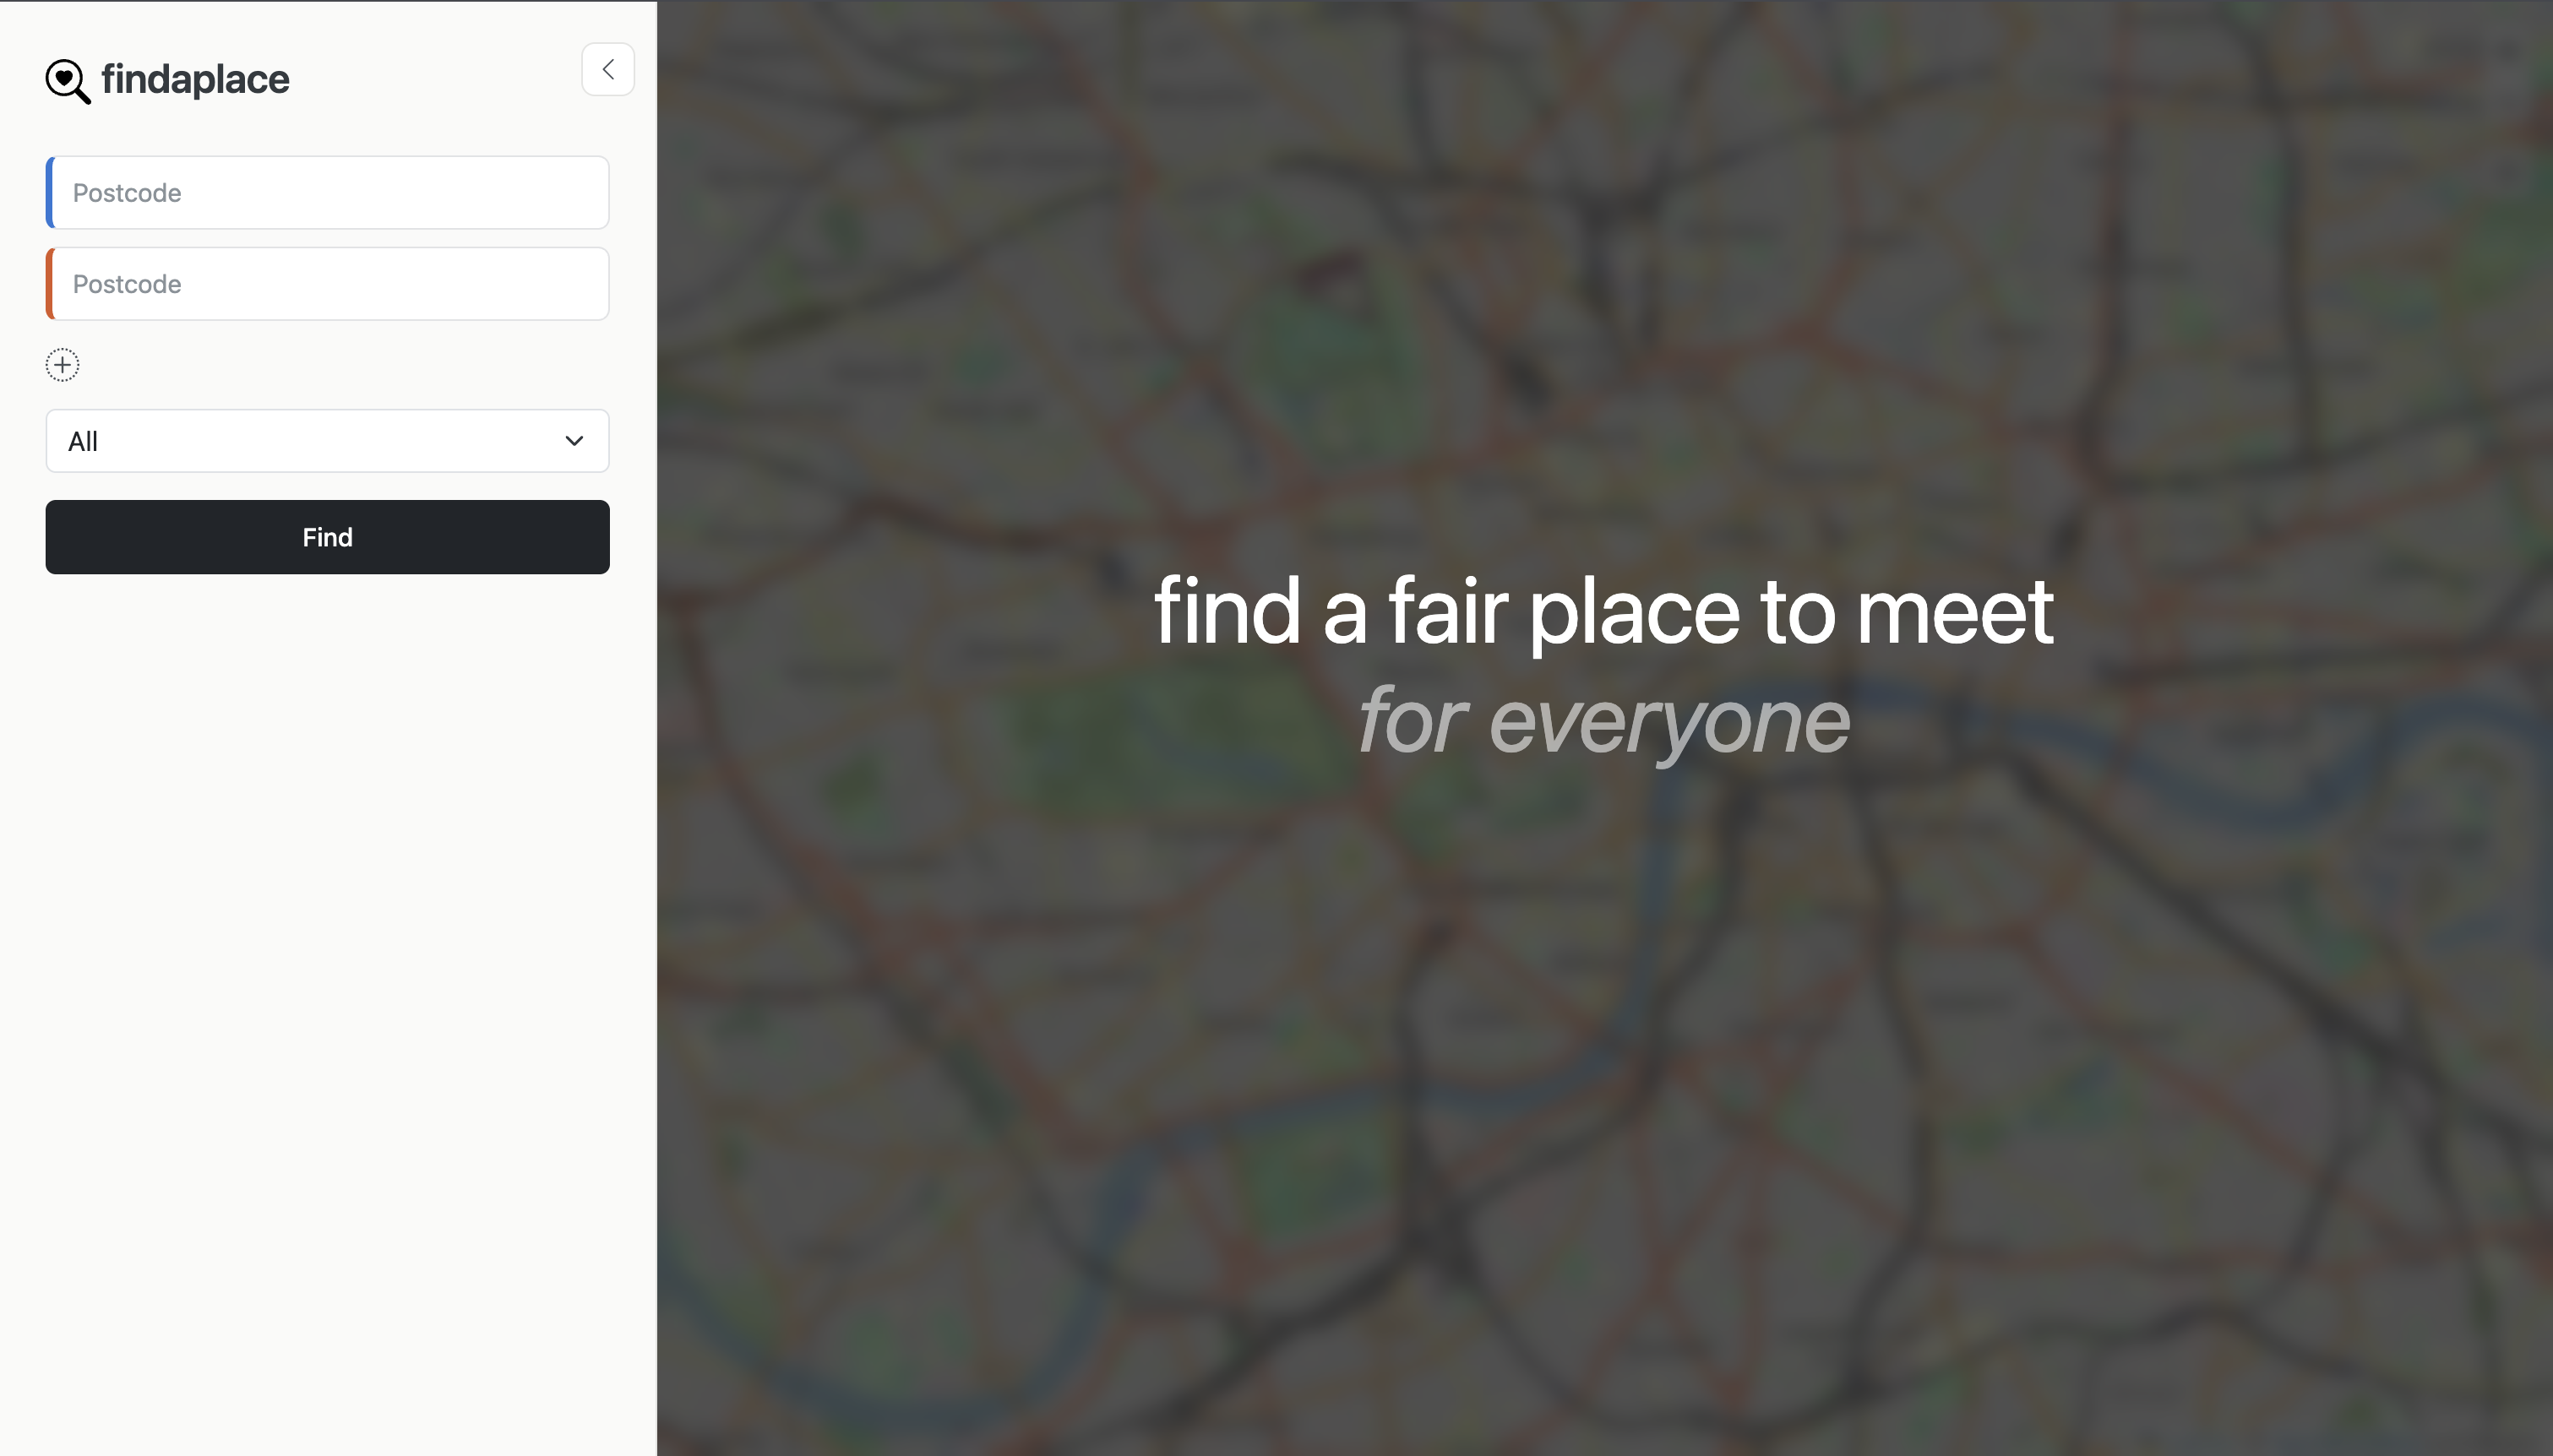 findaplace
Postcode
Postcode
All
Find
find a fair place to meet
for everyone